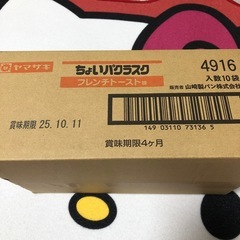 ヤマザキ
ちょいパクラスク
フレンチトースト味
4916
入数10袋
販売者 山崎製パン株式会社
賞味期限 25.10.11
149 03110 73136 5
賞味期限4ヶ月